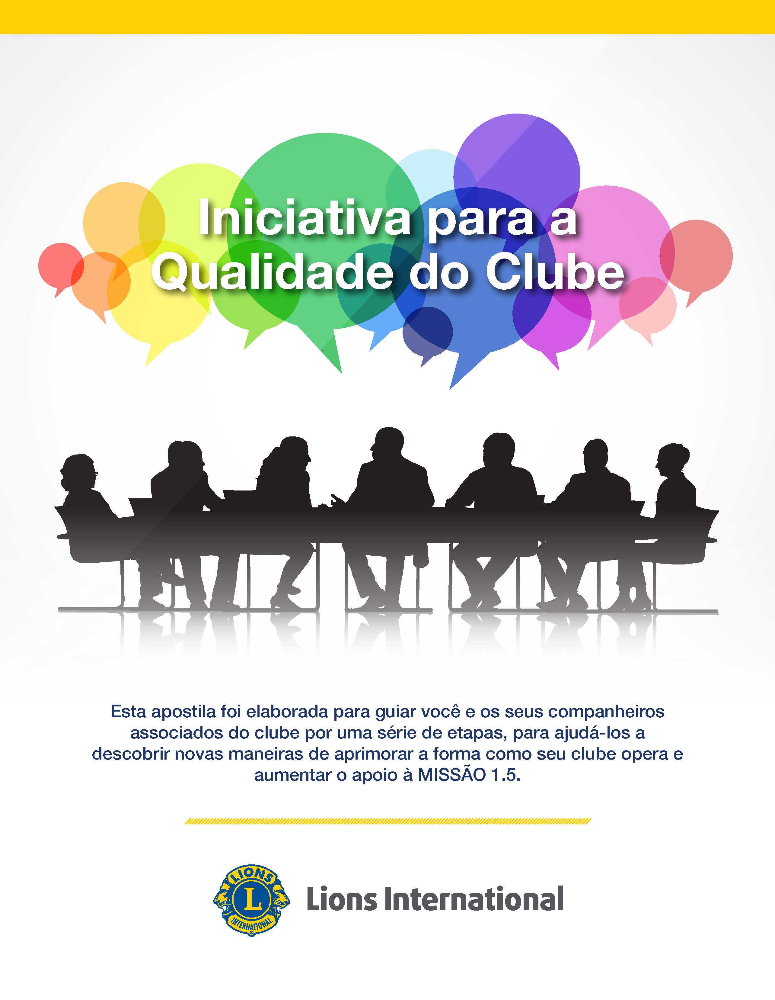 Iniciativa para a
Qualidade do Clube
Esta apostila foi elaborada para guiar você e os seus companheiros
associados do clube por uma série de etapas, para ajudá-los a
descobrir novas maneiras de aprimorar a forma como seu clube opera e
aumentar o apoio à MISSÃO 1.5.
LIONS
L
INTERNATIONAL
®
Lions International